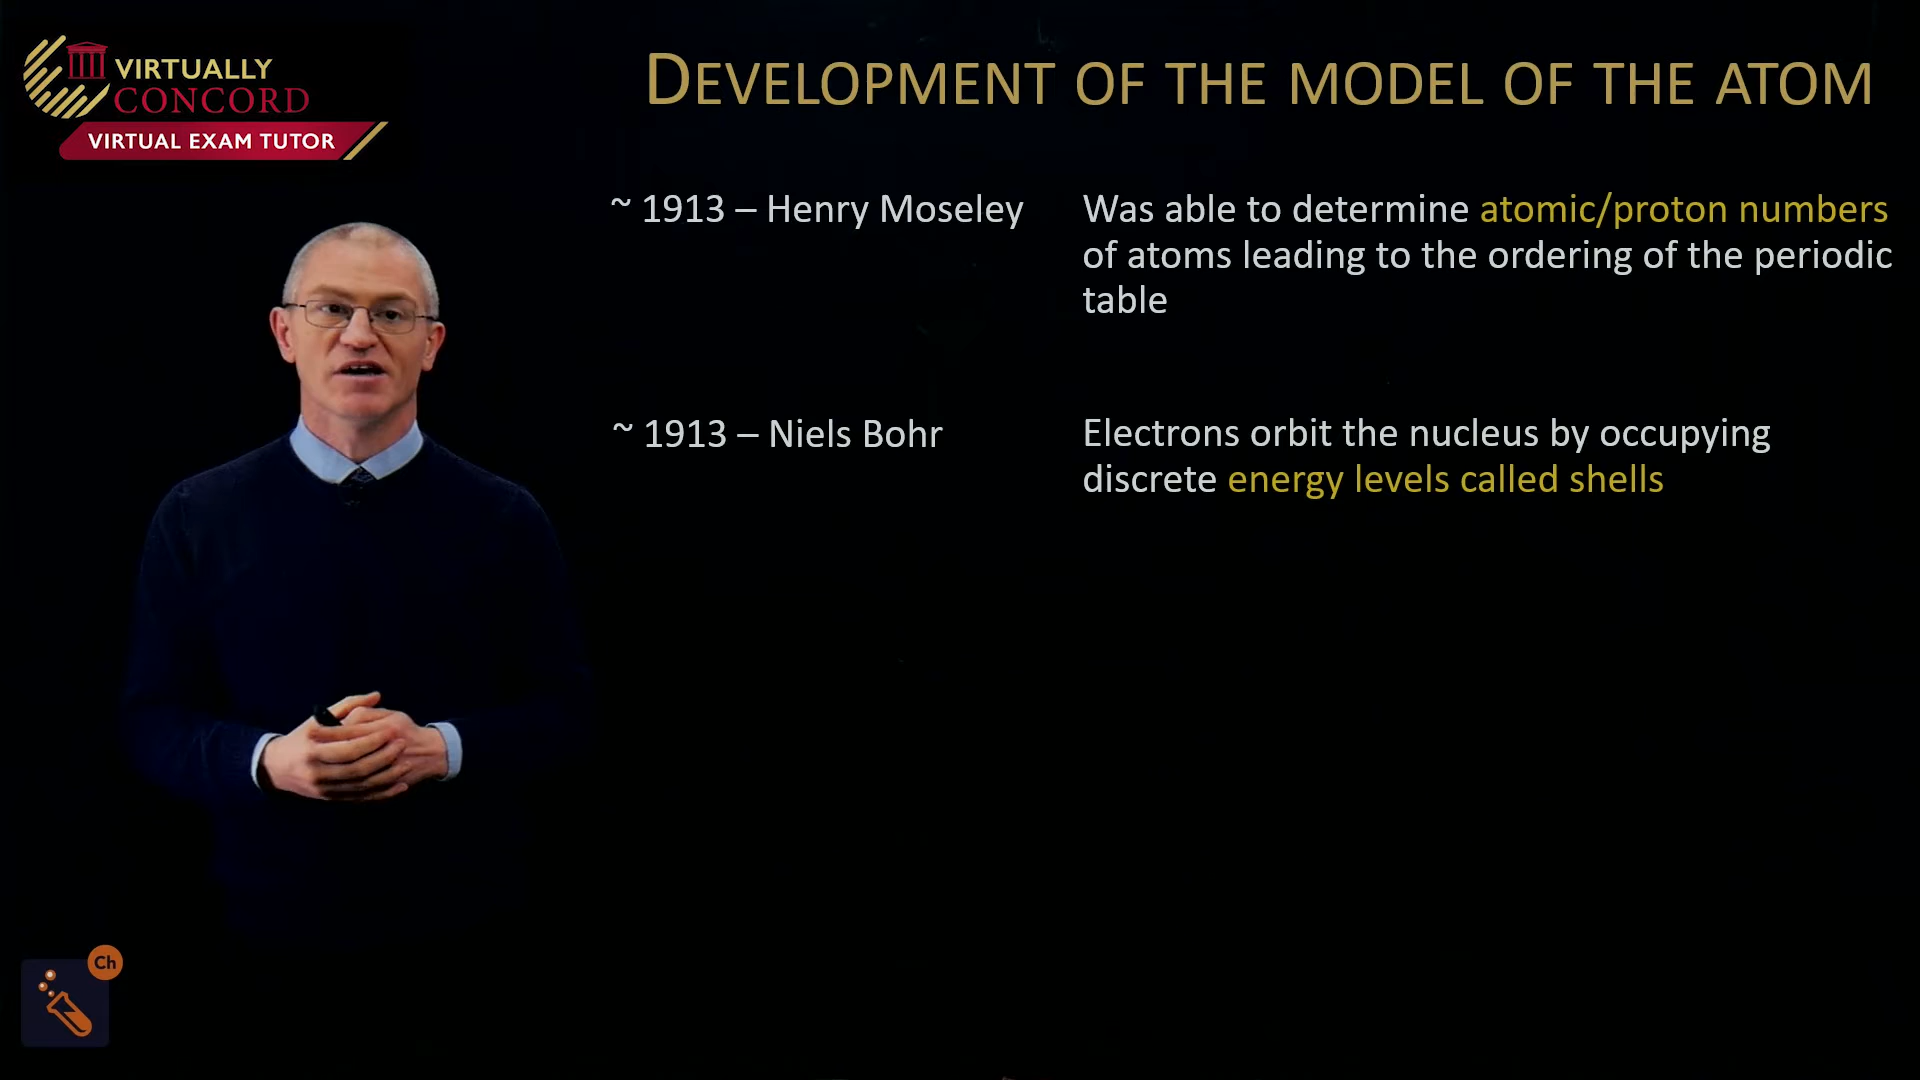 VIRTUALLY
CONCORD
VIRTUAL EXAM TUTOR
DEVELOPMENT OF THE MODEL OF THE ATOM
~ 1913 – Henry Moseley
Was able to determine atomic/proton numbers
of atoms leading to the ordering of the periodic
table
~ 1913 – Niels Bohr
Electrons orbit the nucleus by occupying
discrete energy levels called shells
Ch